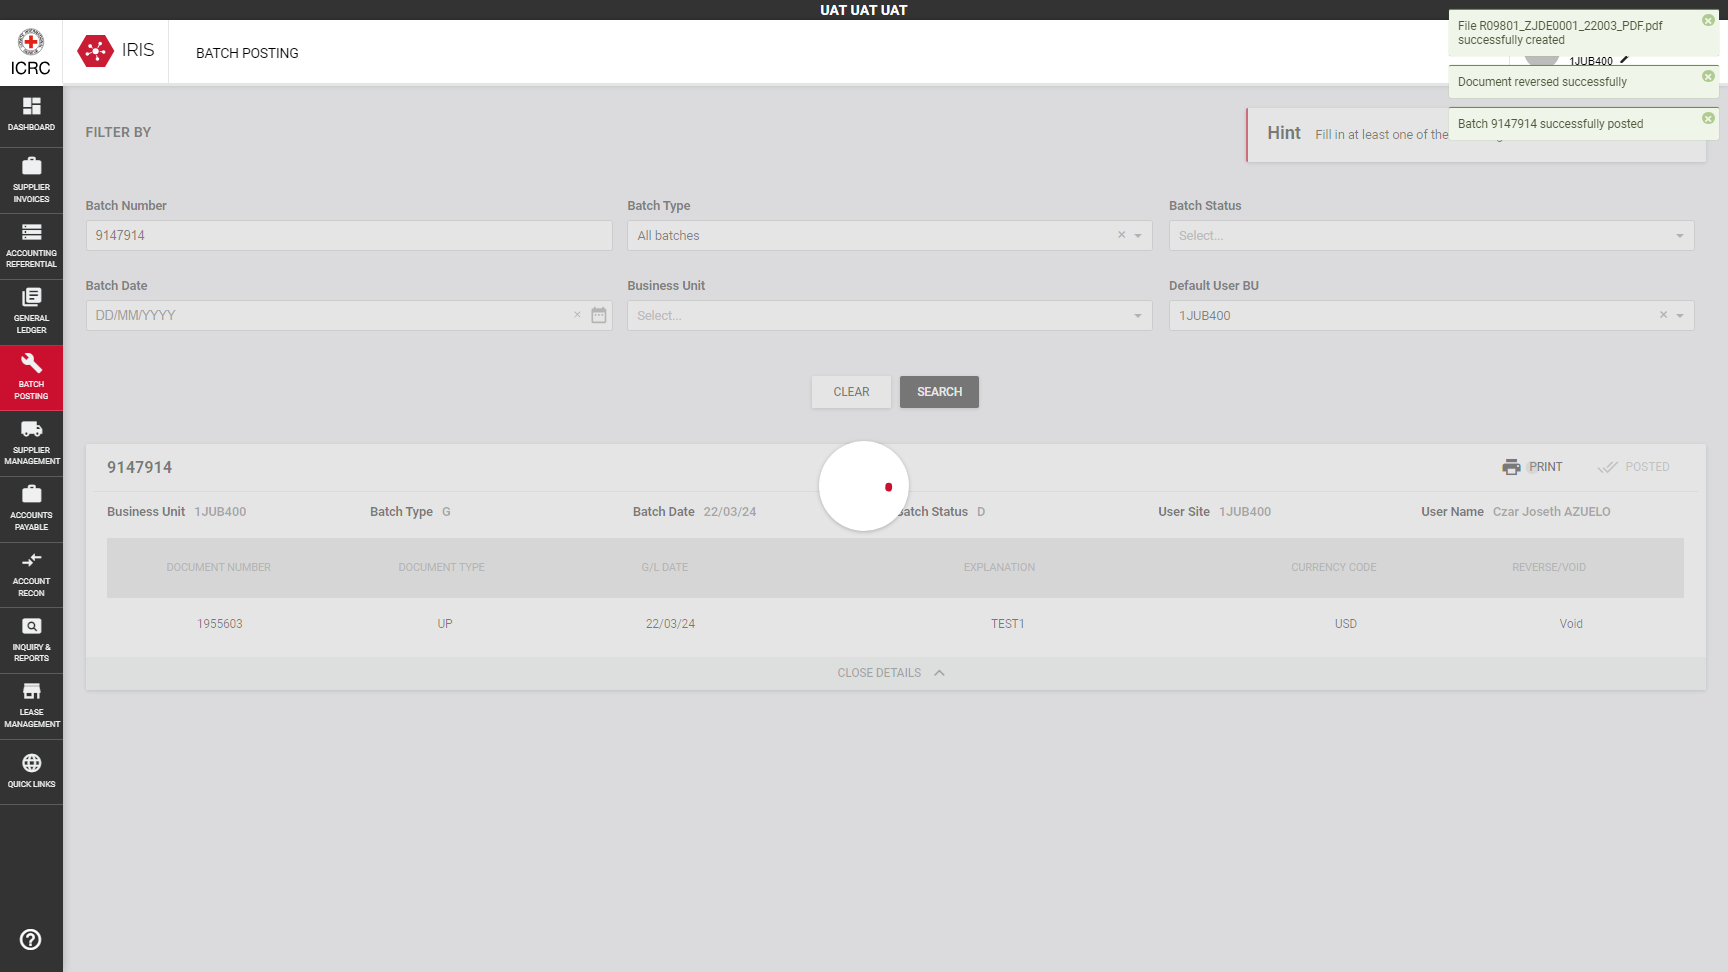 UAT UAT UAT
ICRC
IRIS
BATCH POSTING
File R09801_ZJDE0001_22003_PDF.pdf
successfully created
1JUB400
Document reversed successfully
Batch 9147914 successfully posted
DASHBOARD
SUPPLIER
INVOICES
ACCOUNTING
REFERENTIAL
GENERAL
LEDGER
BATCH
POSTING
SUPPLIER
MANAGEMENT
ACCOUNTS
PAYABLE
ACCOUNT
RECON
INQUIRY &
REPORTS
LEASE
MANAGEMENT
QUICK LINKS
FILTER BY
Hint Fill in at least one of the
Batch Number
9147914
Batch Type
All batches
Batch Status
Select...
Batch Date
DD/MM/YYYY
Business Unit
Select...
Default User BU
1JUB400
CLEAR SEARCH
9147914
PRINT POSTED
Business Unit 1JUB400 Batch Type G Batch Date 22/03/24 Batch Status D User Site 1JUB400 User Name Czar Joseth AZUELO
DOCUMENT NUMBER DOCUMENT TYPE G/L DATE EXPLANATION CURRENCY CODE REVERSE/VOID
1955603 UP 22/03/24 TEST1 USD Void
CLOSE DETAILS